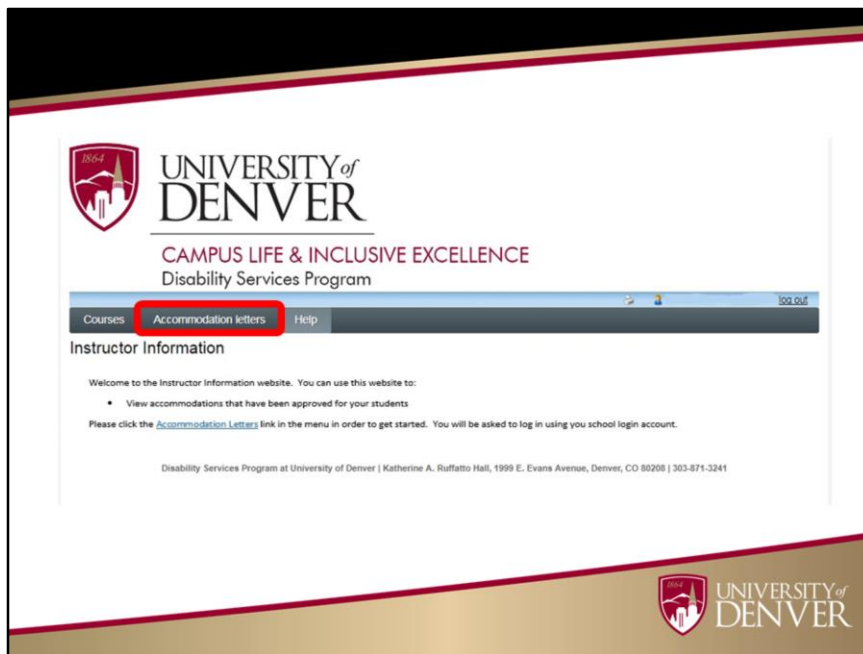 1864
UNIVERSITY of
DENVER
CAMPUS LIFE & INCLUSIVE EXCELLENCE
Disability Services Program
log out
Courses Accommodation letters Help
Instructor Information
Welcome to the Instructor Information website. You can use this website to:
• View accommodations that have been approved for your students
Please click the Accommodation Letters link in the menu in order to get started. You will be asked to log in using you school login account.
Disability Services Program at University of Denver | Katherine A. Ruffatto Hall, 1999 E. Evans Avenue, Denver, CO 80208 | 303-871-3241
1864
UNIVERSITY of
DENVER